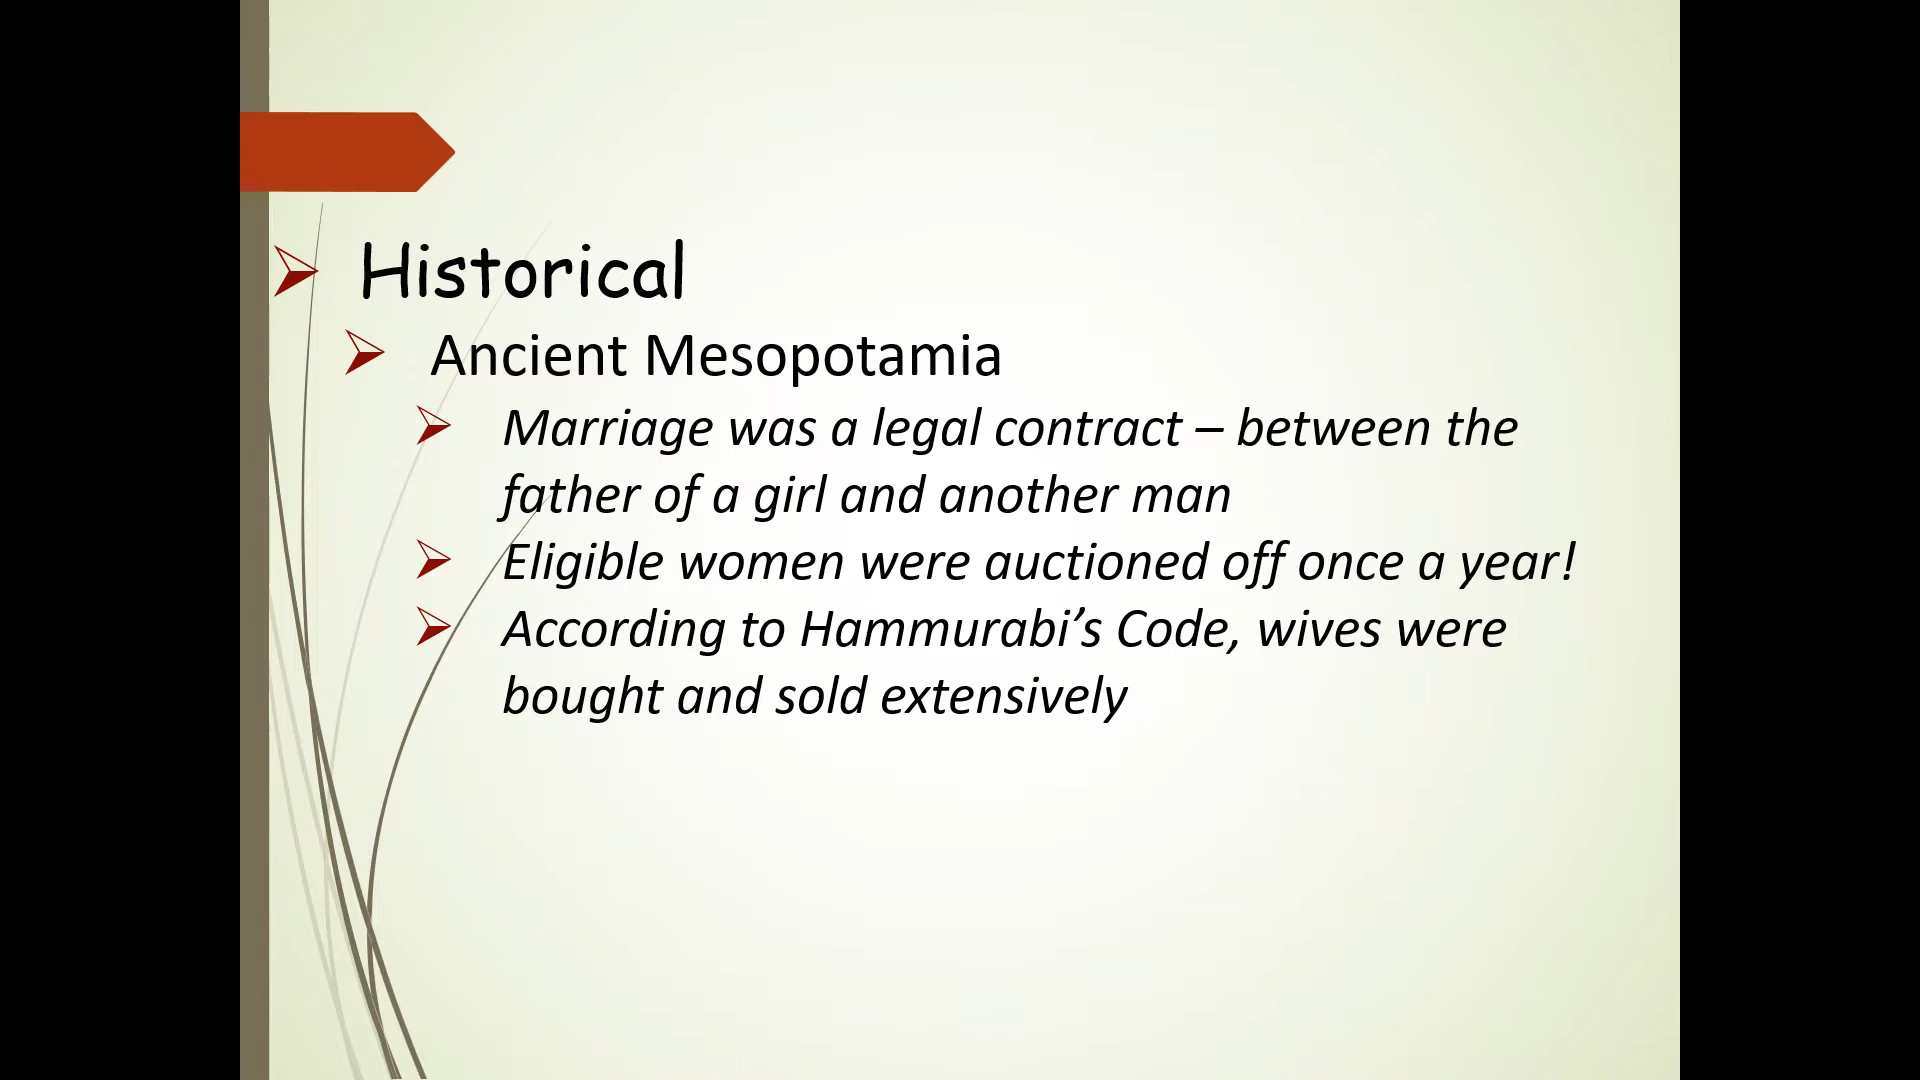 Historical
Ancient Mesopotamia
Marriage was a legal contract – between the
father of a girl and another man
Eligible women were auctioned off once a year!
According to Hammurabi’s Code, wives were
bought and sold extensively